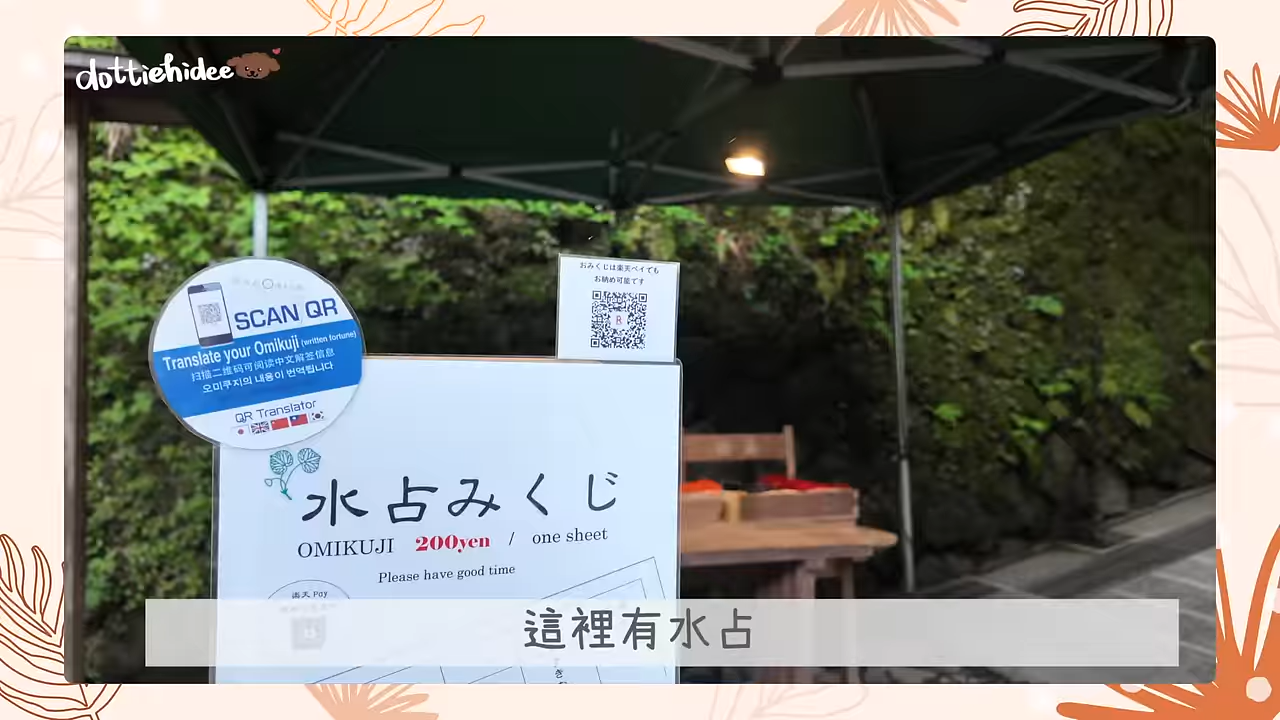 dottiehidee
おみくじは楽天ペイでも
お納め可能です
SCAN QR
Translate your Omikuji (written fortune)
扫描二维码可阅读中文解签信息
오미쿠지의 내용이 번역됩니다
QR Translator
水占みくじ
OMIKUJI 200yen / one sheet
Please have good time
楽天 Pay
這裡有水占